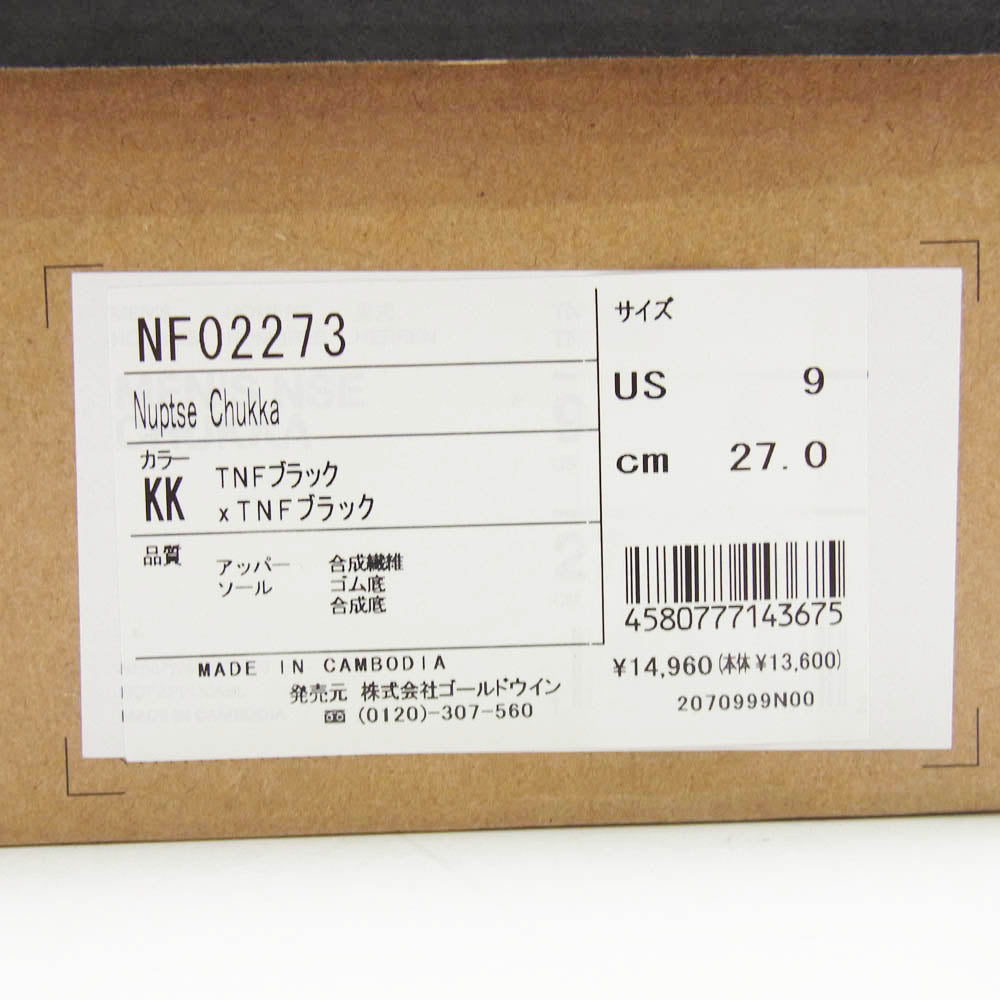 NF02273
Nuptse Chukka
カラー
KK
TNFブラック
xTNFブラック
品質
アッパー 合成繊維
ソール ゴム底
合成底
MADE IN CAMBODIA
発売元 株式会社ゴールドウイン
(0120)-307-560
サイズ
US 9
cm 27.0
4580777143675
¥14,960(本体¥13,600)
2070999N00